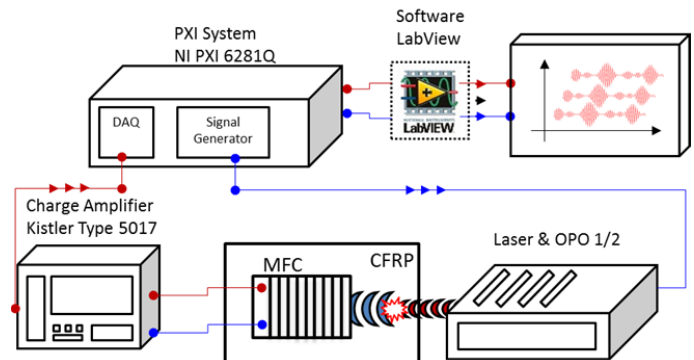 PXI System
NI PXI 6281Q
Software
LabView
DAQ
Signal
Generator
LabVIEW
Charge Amplifier
Kistler Type 5017
MFC
CFRP
Laser & OPO 1/2